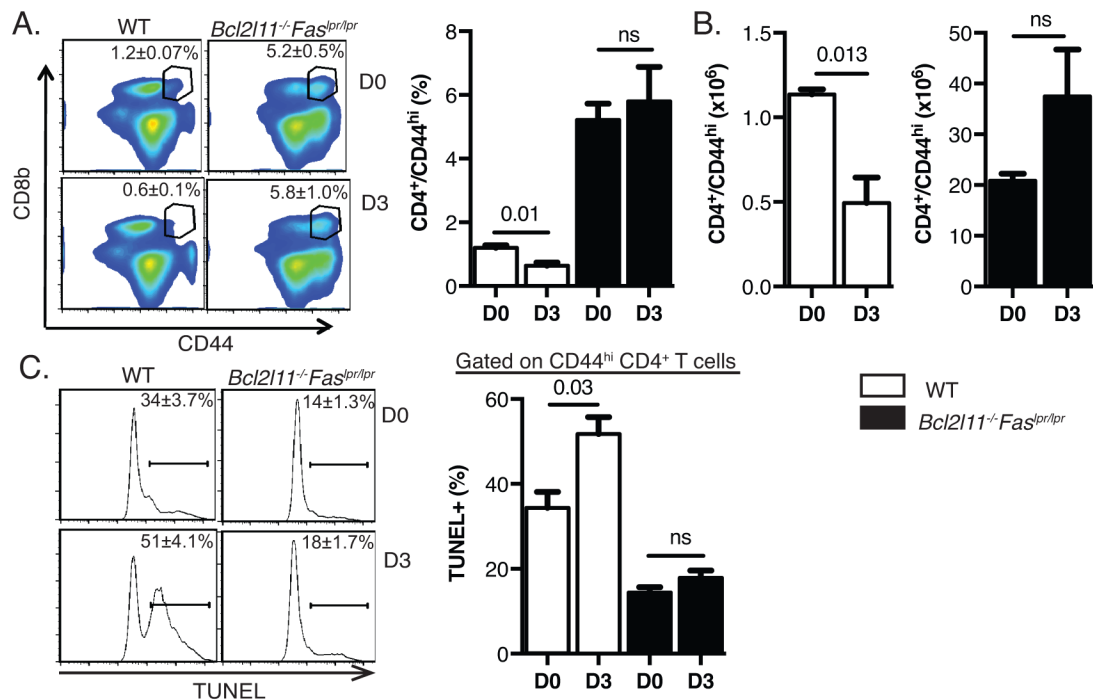 A.
WT
Bcl2l11-/-Faslpr/lpr
1.2±0.07%
5.2±0.5%
D0
0.6±0.1%
5.8±1.0%
D3
CD8b
CD44
CD4+/CD44hi (%)
8
6
4
2
0
0.01
ns
D0 D3 D0 D3
B.
CD4+/CD44hi (x106)
1.5
1.0
0.5
0.0
0.013
D0 D3
CD4+/CD44hi (x106)
50
40
30
20
10
0
ns
D0 D3
C.
WT
Bcl2l11-/-Faslpr/lpr
34±3.7%
14±1.3%
D0
51±4.1%
18±1.7%
D3
TUNEL
Gated on CD44hi CD4+ T cells
TUNEL+ (%)
60
40
20
0
0.03
ns
D0 D3 D0 D3
WT
Bcl2l11-/-Faslpr/lpr